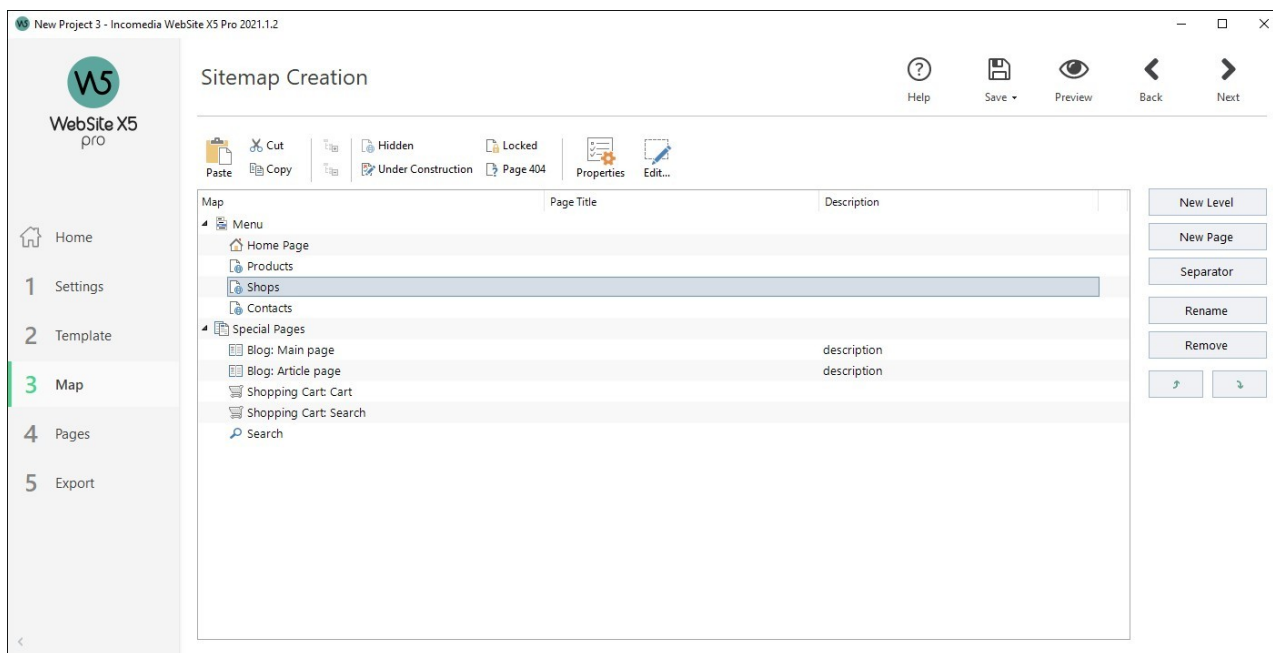 New Project 3 - Incomedia WebSite X5 Pro 2021.1.2
W5
WebSite X5
pro
Sitemap Creation
Help
Save
Preview
Back
Next
Paste
Cut
Copy
Hidden
Under Construction
Locked
Page 404
Properties
Edit...
Home
1 Settings
2 Template
3 Map
4 Pages
5 Export
Map Page Title Description
Menu
Home Page
Products
Shops
Contacts
Special Pages
Blog: Main page description
Blog: Article page description
Shopping Cart: Cart
Shopping Cart: Search
Search
New Level
New Page
Separator
Rename
Remove